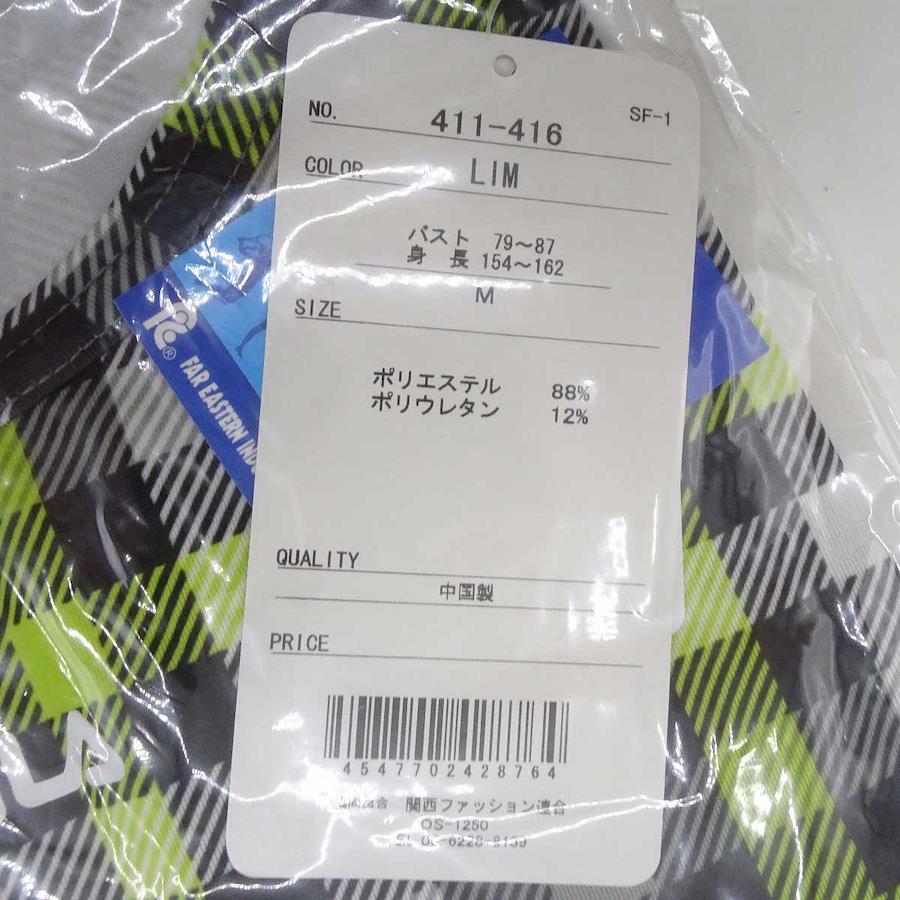 NO. 411-416 SF-1
COLOR LIM
バスト 79〜87
身 長 154〜162
SIZE M
ポリエステル 88%
ポリウレタン 12%
QUALITY
中国製
PRICE
4547702428764
関西ファッション連合
OS-1250
FAR EASTERN